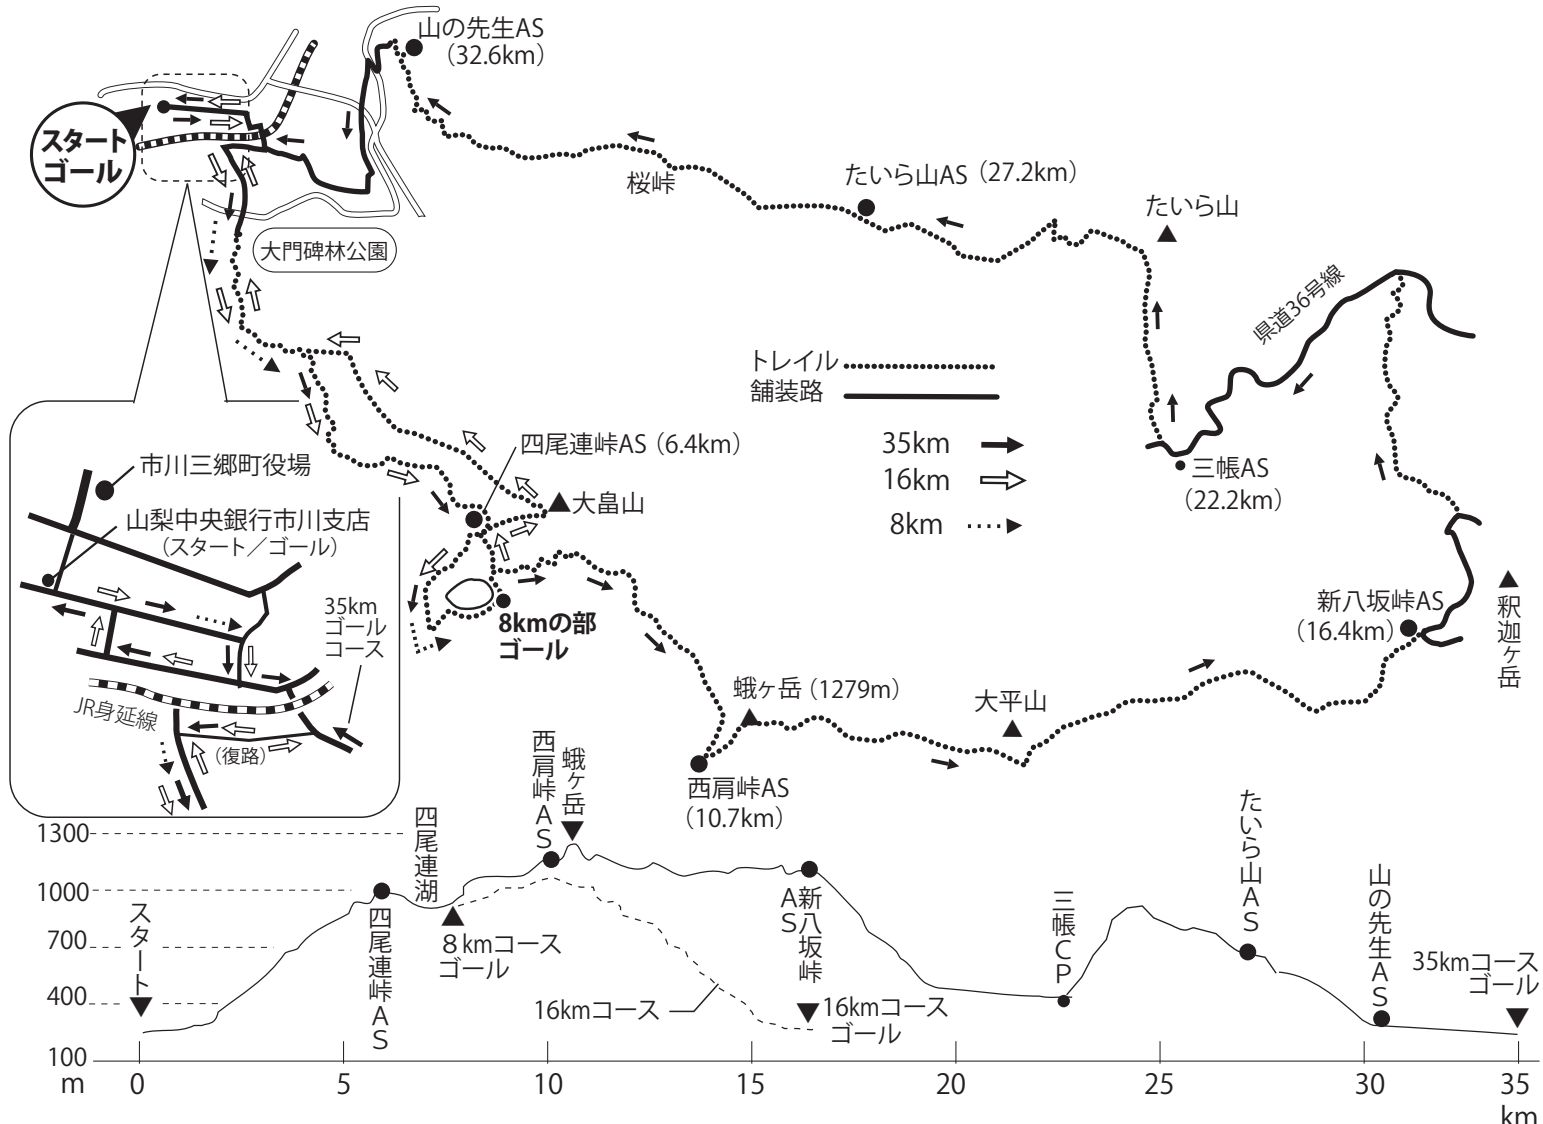 山の先生AS
（32.6km）
スタート
ゴール
桜峠
たいら山AS（27.2km）
たいら山
大門碑林公園
県道36号線
トレイル
舗装路
35km
16km
8km
四尾連峠AS（6.4km）
大畠山
三帳AS
（22.2km）
市川三郷町役場
山梨中央銀行市川支店
（スタート／ゴール）
35km
ゴール
コース
JR身延線
（復路）
8kmの部
ゴール
新八坂峠AS
（16.4km）
釈迦ヶ岳
蛾ヶ岳（1279m）
大平山
西肩峠AS
（10.7km）
1300
1000
700
400
100
m
スタート
四尾連峠AS
四尾連湖
８kmコース
ゴール
西肩峠AS
蛾ヶ岳
16kmコース
新八坂峠
AS
16kmコース
ゴール
三帳CP
たいら山AS
山の先生AS
35kmコース
ゴール
0
5
10
15
20
25
30
35
km